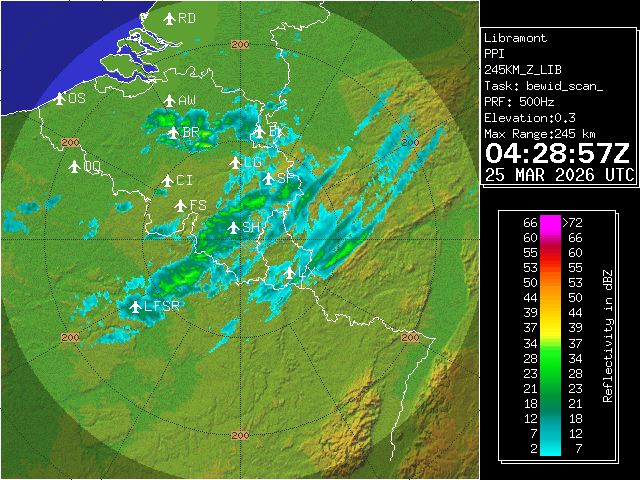 RD
200
OS
AW
BR
BK
200
200
LG
CI
SP
FS
SH
LFSR
200
200
200
Libramont
PPI
245KM_Z_LIB
Task: bewid_scan_
PRF: 500Hz
Elevation:0.3
Max Range:245 km
04:28:57Z
25 MAR 2026 UTC
66 >72
60 66
55 60
53 55
50 53
44 50
39 44
37 39
34 37
28 34
23 28
21 23
18 21
12 18
7 12
2 7
Reflectivity in dBZ